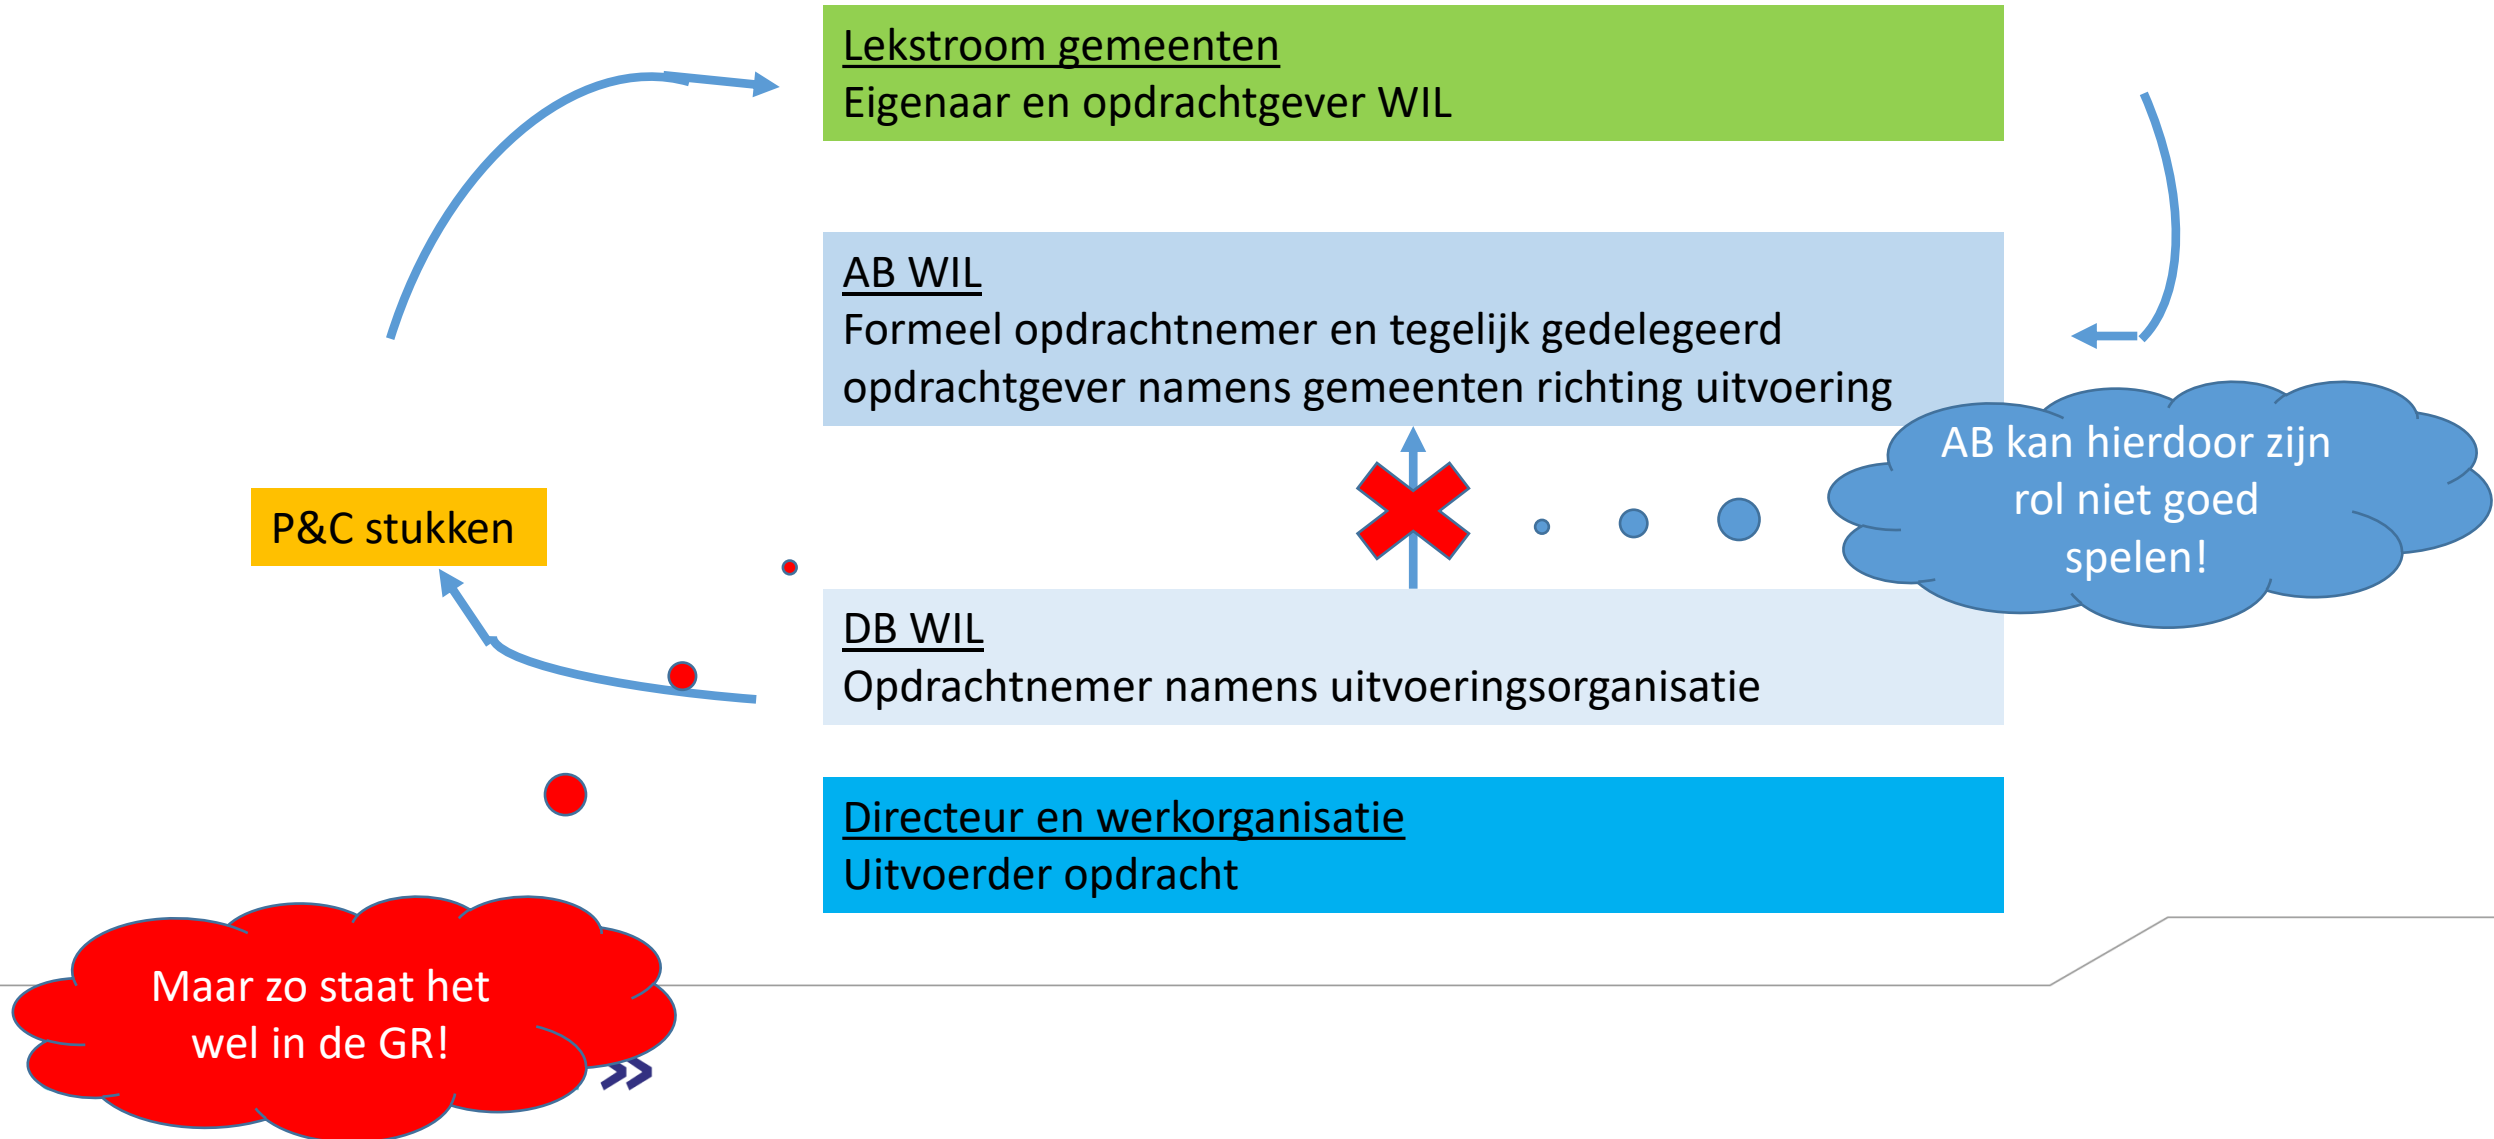 Lekstroom gemeenten
Eigenaar en opdrachtgever WIL
AB WIL
Formeel opdrachtnemer en tegelijk gedelegeerd
opdrachtgever namens gemeenten richting uitvoering
AB kan hierdoor zijn
rol niet goed
spelen!
P&C stukken
DB WIL
Opdrachtnemer namens uitvoeringsorganisatie
Directeur en werkorganisatie
Uitvoerder opdracht
Maar zo staat het
wel in de GR!